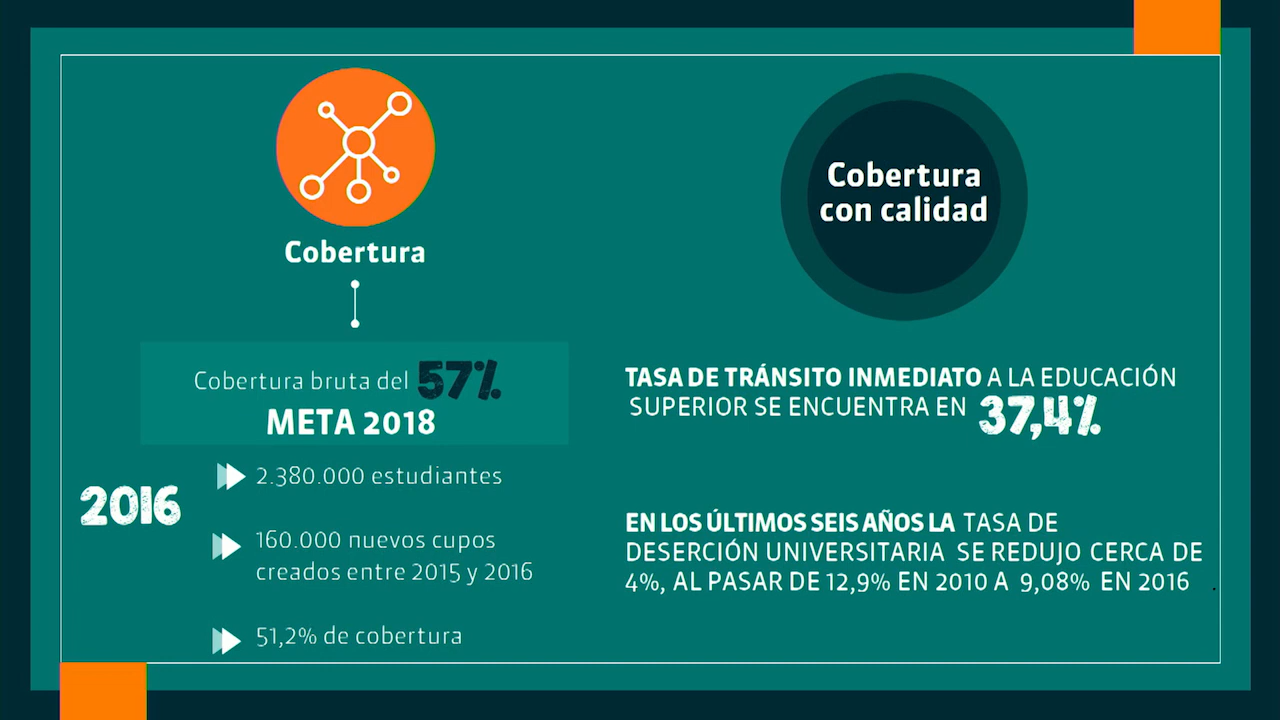 Cobertura
Cobertura bruta del 57%
META 2018
2016
2.380.000 estudiantes
160.000 nuevos cupos
creados entre 2015 y 2016
51,2% de cobertura
Cobertura
con calidad
TASA DE TRÁNSITO INMEDIATO A LA EDUCACIÓN
SUPERIOR SE ENCUENTRA EN 37,4%
EN LOS ÚLTIMOS SEIS AÑOS LA TASA DE
DESERCIÓN UNIVERSITARIA SE REDUJO CERCA DE
4%, AL PASAR DE 12,9% EN 2010 A 9,08% EN 2016 .